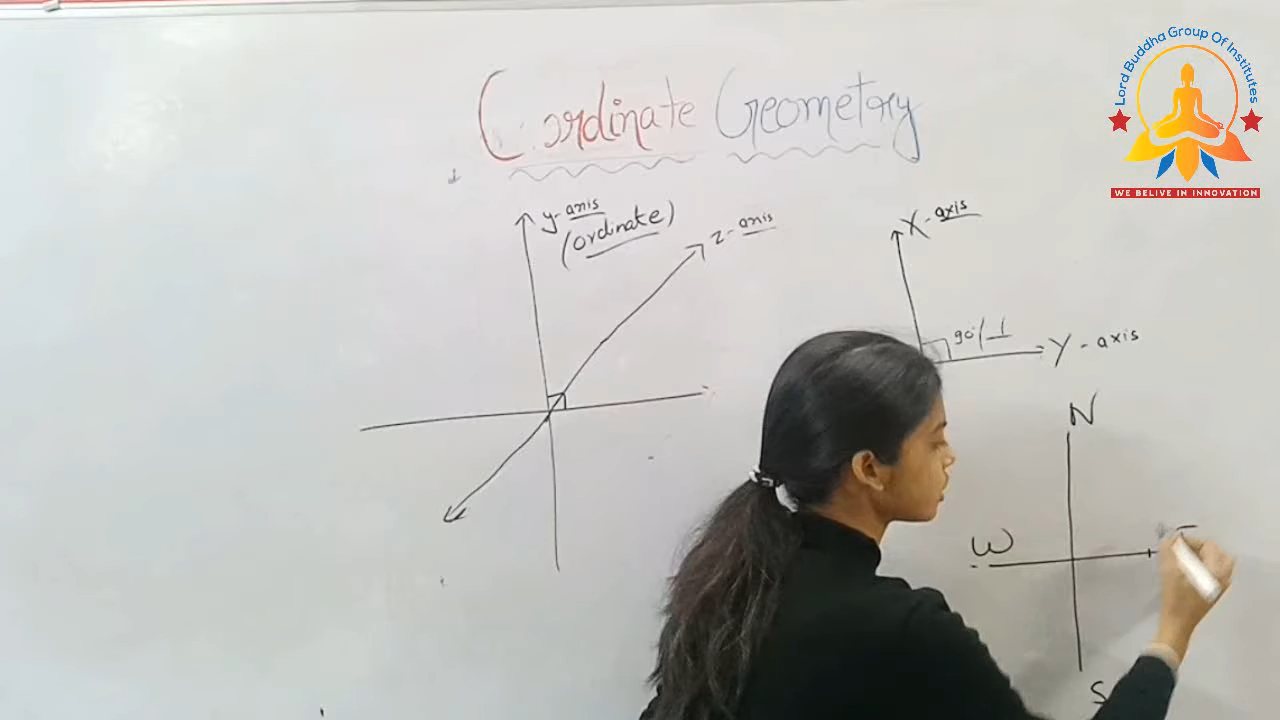 Lord Buddha Group Of Institutes
WE BELIVE IN INNOVATION
Coordinate Geometry
y-axis
(ordinate)
z-axis
X-axis
90°/⊥
Y-axis
N
W
S